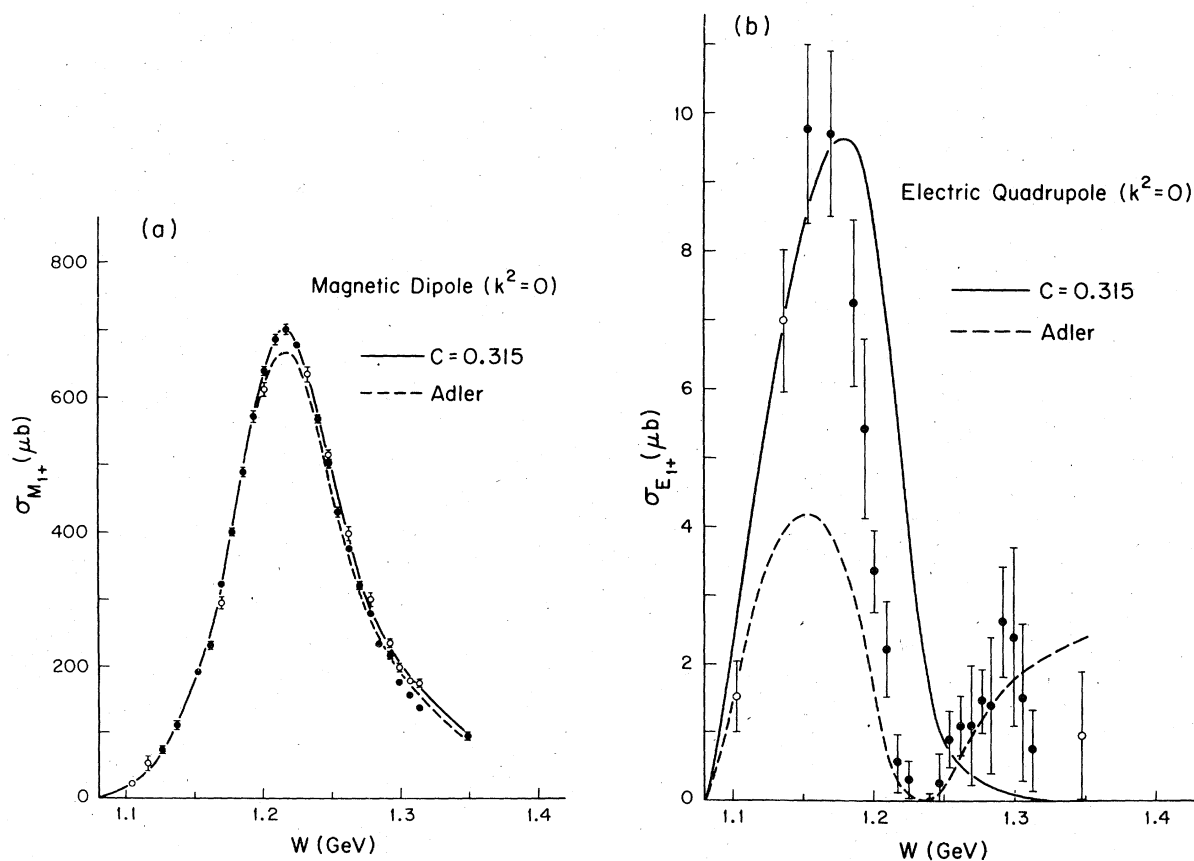 (a)
800
600
400
200
0
σM1+ (μb)
Magnetic Dipole (k²=0)
C=0.315
Adler
1.1
1.2
1.3
1.4
W (GeV)
(b)
10
8
6
4
2
0
σE1+ (μb)
Electric Quadrupole (k²=0)
C=0.315
Adler
1.1
1.2
1.3
1.4
W (GeV)